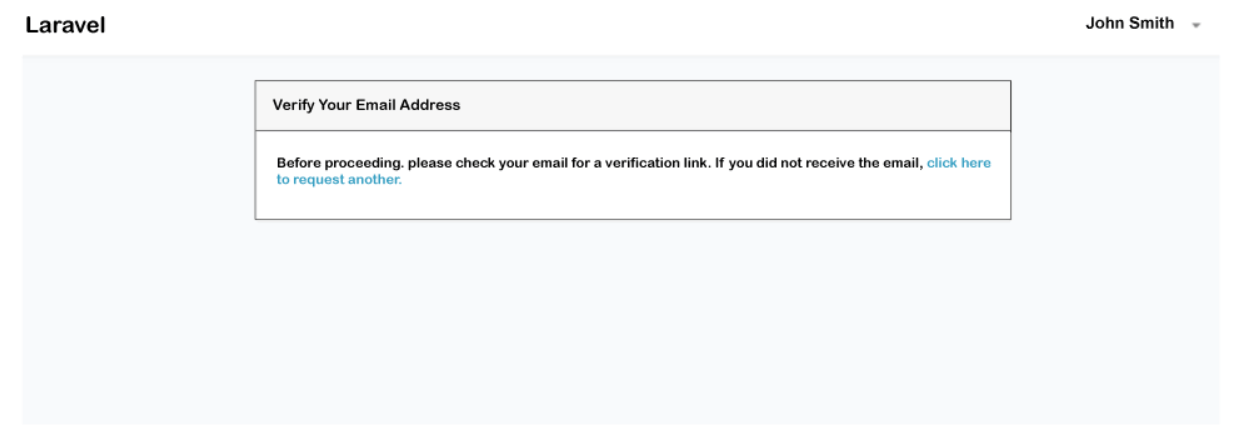 Laravel
John Smith
Verify Your Email Address
Before proceeding. please check your email for a verification link. If you did not receive the email, click here
to request another.